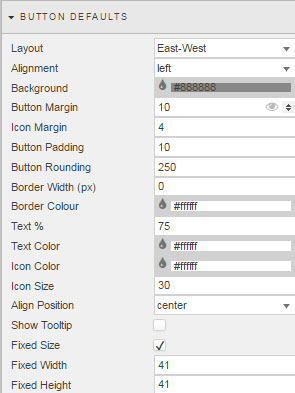 BUTTON DEFAULTS
Layout East-West
Alignment left
Background #888888
Button Margin 10
Icon Margin 4
Button Padding 10
Button Rounding 250
Border Width (px) 0
Border Colour #ffffff
Text % 75
Text Color #ffffff
Icon Color #ffffff
Icon Size 30
Align Position center
Show Tooltip
Fixed Size
Fixed Width 41
Fixed Height 41